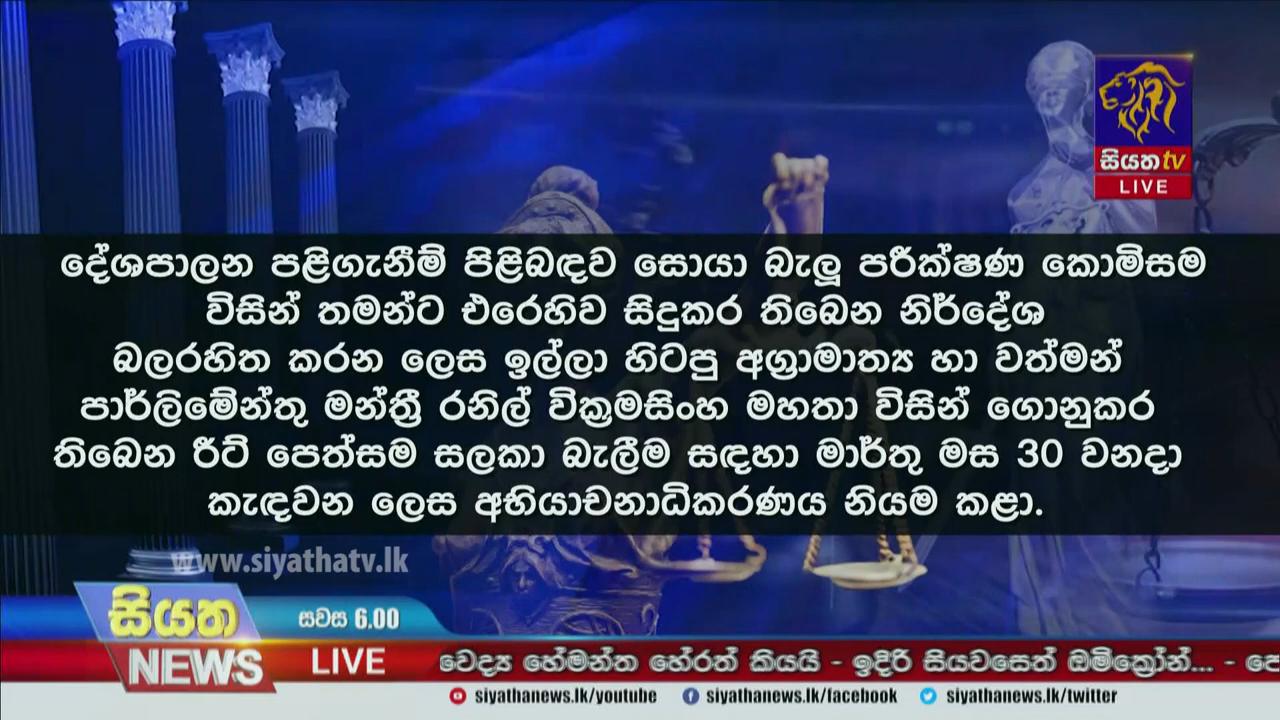 සියත tv
LIVE
දේශපාලන පළිගැනීම් පිළිබඳව සොයා බැලූ පරීක්ෂණ කොමිසම
විසින් තමන්ට එරෙහිව සිදුකර තිබෙන නිර්දේශ
බලරහිත කරන ලෙස ඉල්ලා හිටපු අග්‍රාමාත්‍ය හා වත්මන්
පාර්ලිමේන්තු මන්ත්‍රී රනිල් වික්‍රමසිංහ මහතා විසින් ගොනුකර
තිබෙන රීට් පෙත්සම සලකා බැලීම සඳහා මාර්තු මස 30 වනදා
කැඳවන ලෙස අභියාචනාධිකරණය නියම කළා.
www.siyathatv.lk
සියත
NEWS
සවස 6.00
LIVE
වෛද්‍ය හේමන්ත හේරත් කියයි - ඉදිරි සියවසෙත් ඔමික්‍රෝන්... - පෙ
siyathanews.lk/youtube siyathanews.lk/facebook siyathanews.lk/twitter